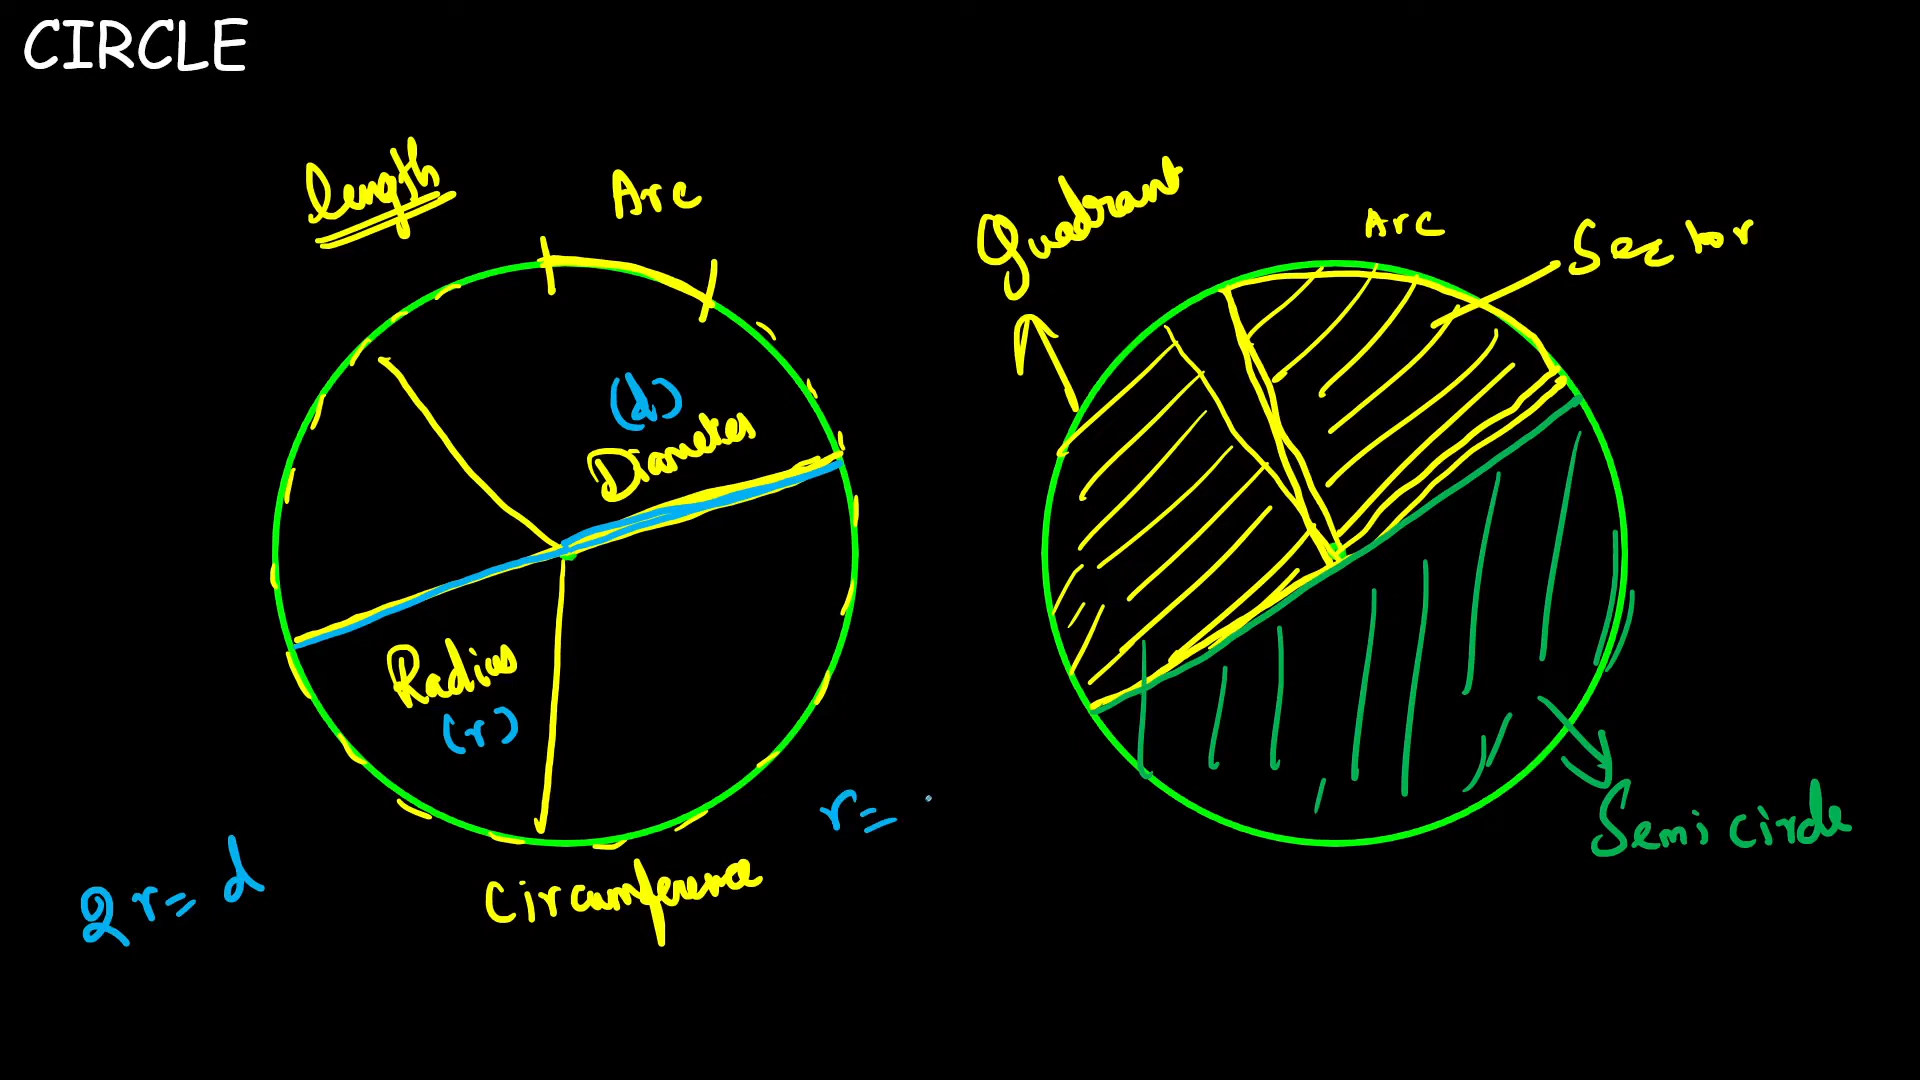 CIRCLE
length
Arc
(d)
Diameter
Radius
(r)
2r = d
Circumference
r =
Quadrant
Arc
Sector
Semi circle